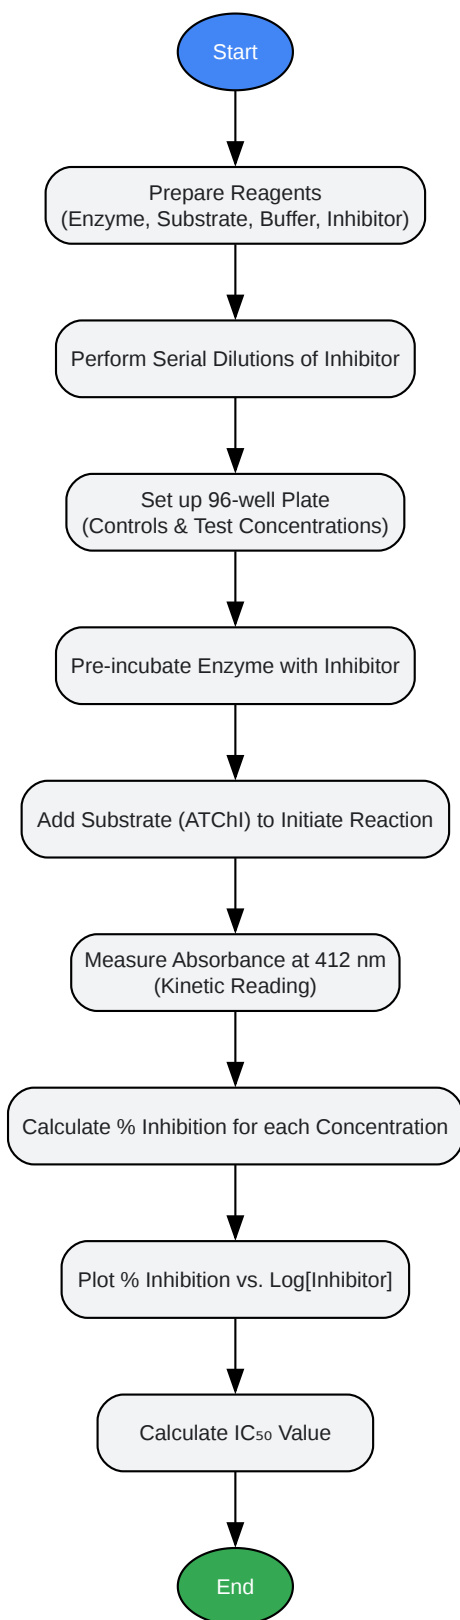 Start
Prepare Reagents
(Enzyme, Substrate, Buffer, Inhibitor)
Perform Serial Dilutions of Inhibitor
Set up 96-well Plate
(Controls & Test Concentrations)
Pre-incubate Enzyme with Inhibitor
Add Substrate (ATChI) to Initiate Reaction
Measure Absorbance at 412 nm
(Kinetic Reading)
Calculate % Inhibition for each Concentration
Plot % Inhibition vs. Log[Inhibitor]
Calculate IC₅₀ Value
End